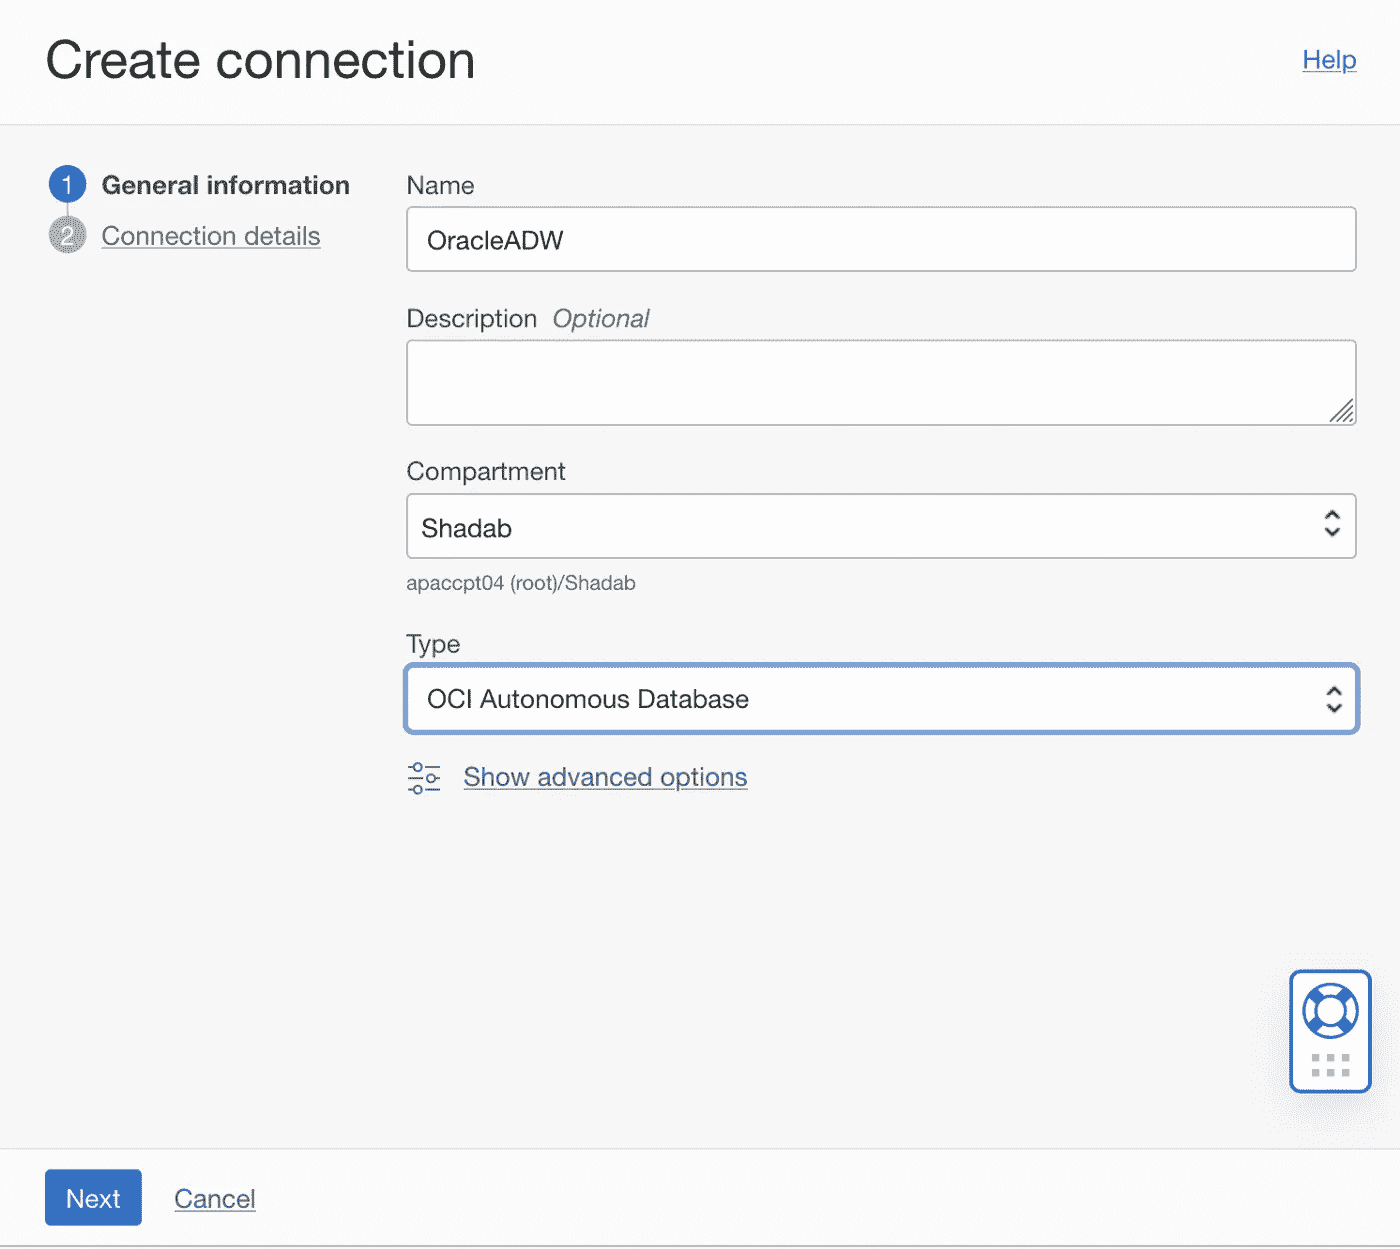 Create connection
Help
1 General information
2 Connection details
Name
OracleADW
Description Optional
Compartment
Shadab
apaccpt04 (root)/Shadab
Type
OCI Autonomous Database
Show advanced options
Next Cancel